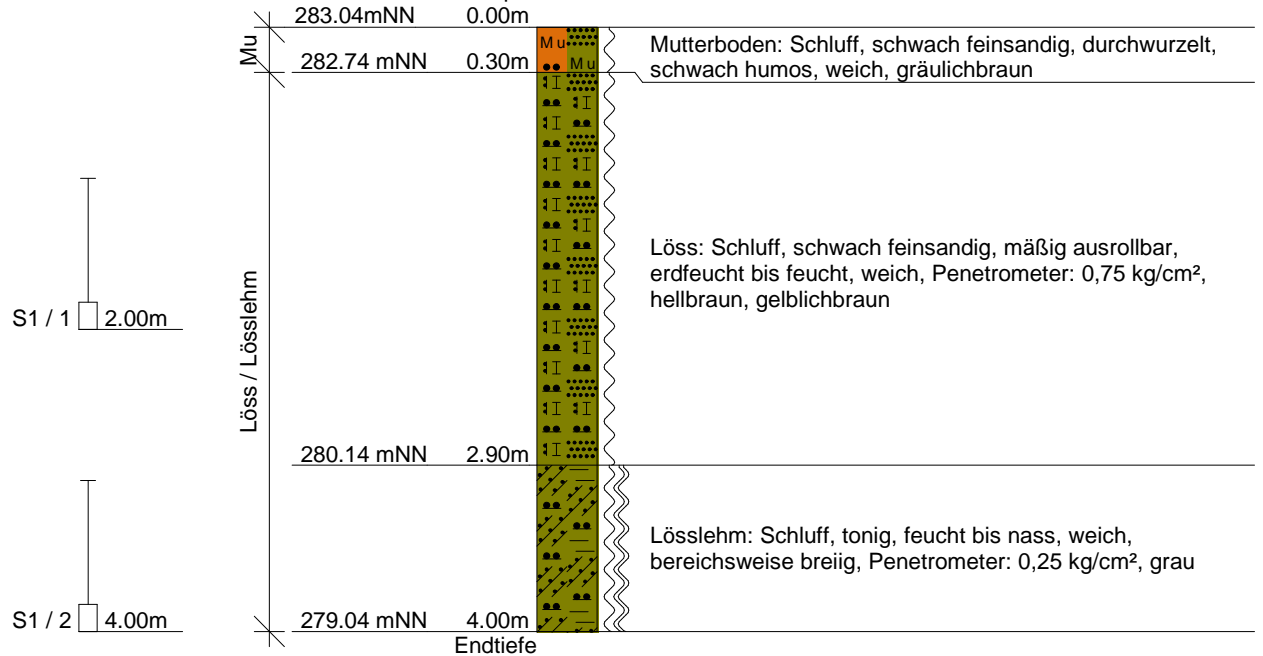 283.04mNN 0.00m
Mu
Mu
Mutterboden: Schluff, schwach feinsandig, durchwurzelt,
282.74 mNN 0.30m
Mu
schwach humos, weich, gräulichbraun
Löss: Schluff, schwach feinsandig, mäßig ausrollbar,
erdfeucht bis feucht, weich, Penetrometer: 0,75 kg/cm²,
hellbraun, gelblichbraun
S1 / 1 2.00m
Löss / Lösslehm
280.14 mNN 2.90m
Lösslehm: Schluff, tonig, feucht bis nass, weich,
bereichsweise breiig, Penetrometer: 0,25 kg/cm², grau
S1 / 2 4.00m
279.04 mNN 4.00m
Endtiefe